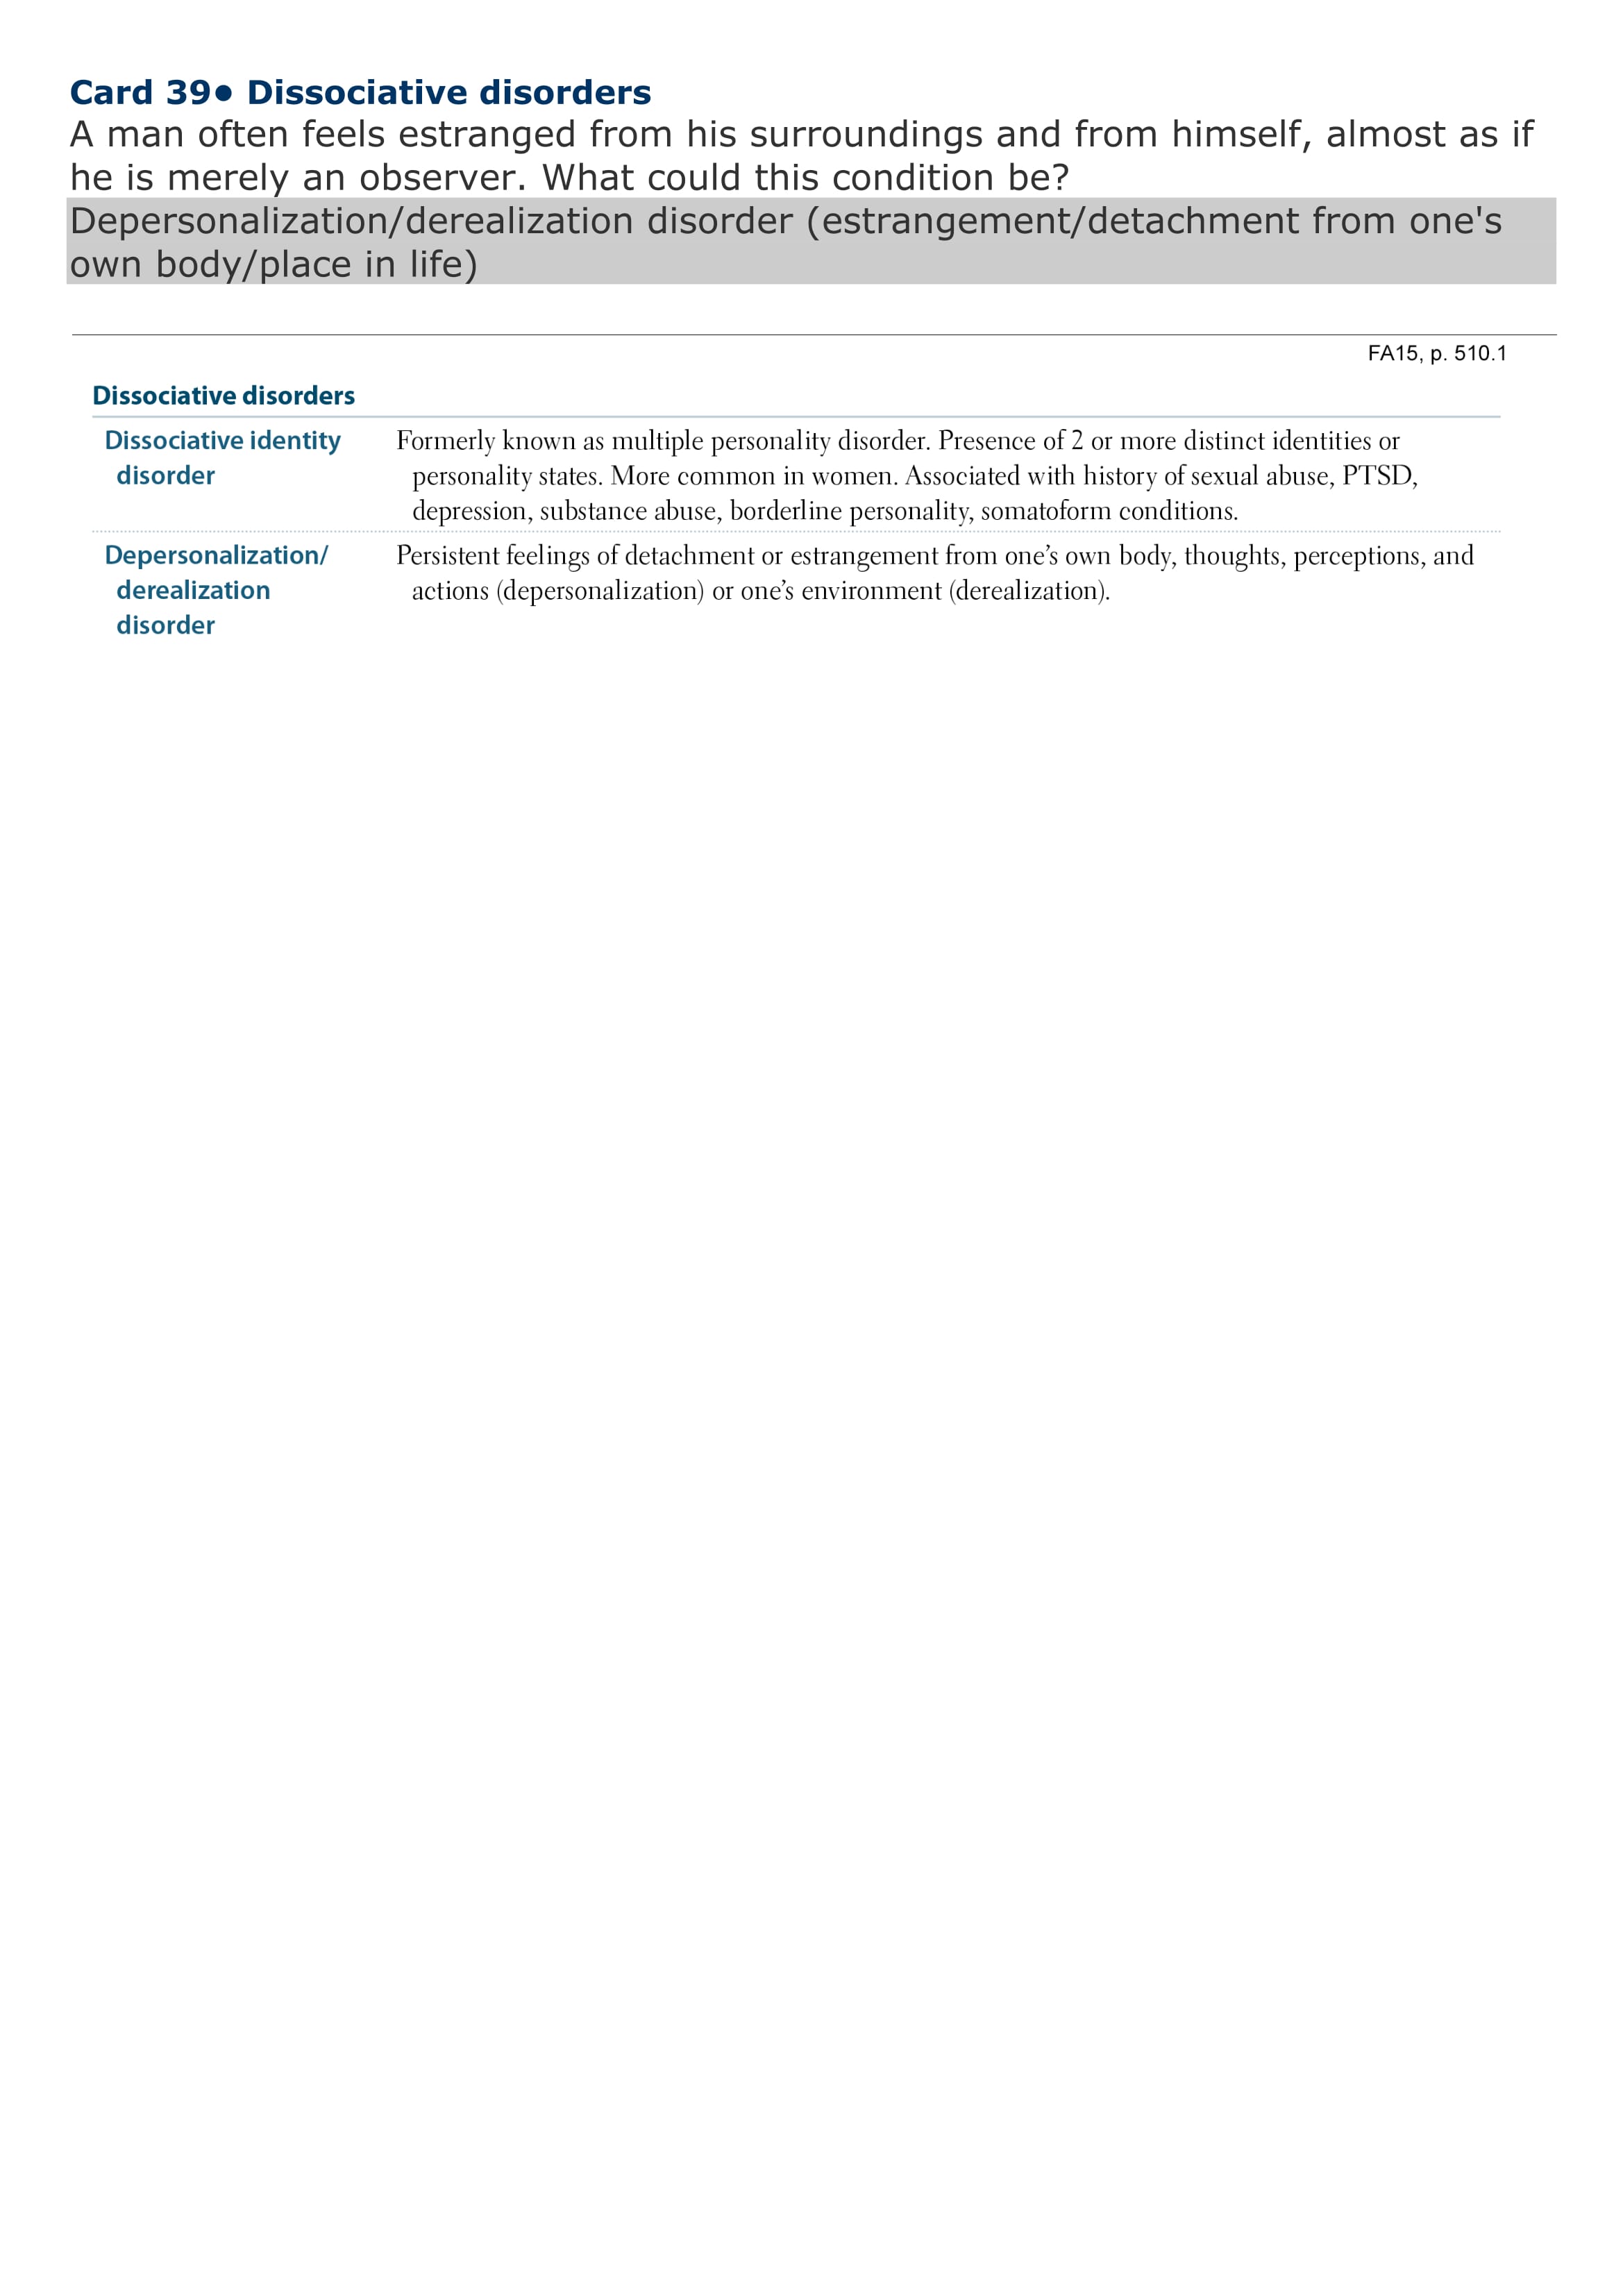 Card 39● Dissociative disorders
A man often feels estranged from his surroundings and from himself, almost as if
he is merely an observer. What could this condition be?
Depersonalization/derealization disorder (estrangement/detachment from one's
own body/place in life)
FA15, p. 510.1
Dissociative disorders
Dissociative identity
disorder
Formerly known as multiple personality disorder. Presence of 2 or more distinct identities or
personality states. More common in women. Associated with history of sexual abuse, PTSD,
depression, substance abuse, borderline personality, somatoform conditions.
Depersonalization/
derealization
disorder
Persistent feelings of detachment or estrangement from one’s own body, thoughts, perceptions, and
actions (depersonalization) or one’s environment (derealization).